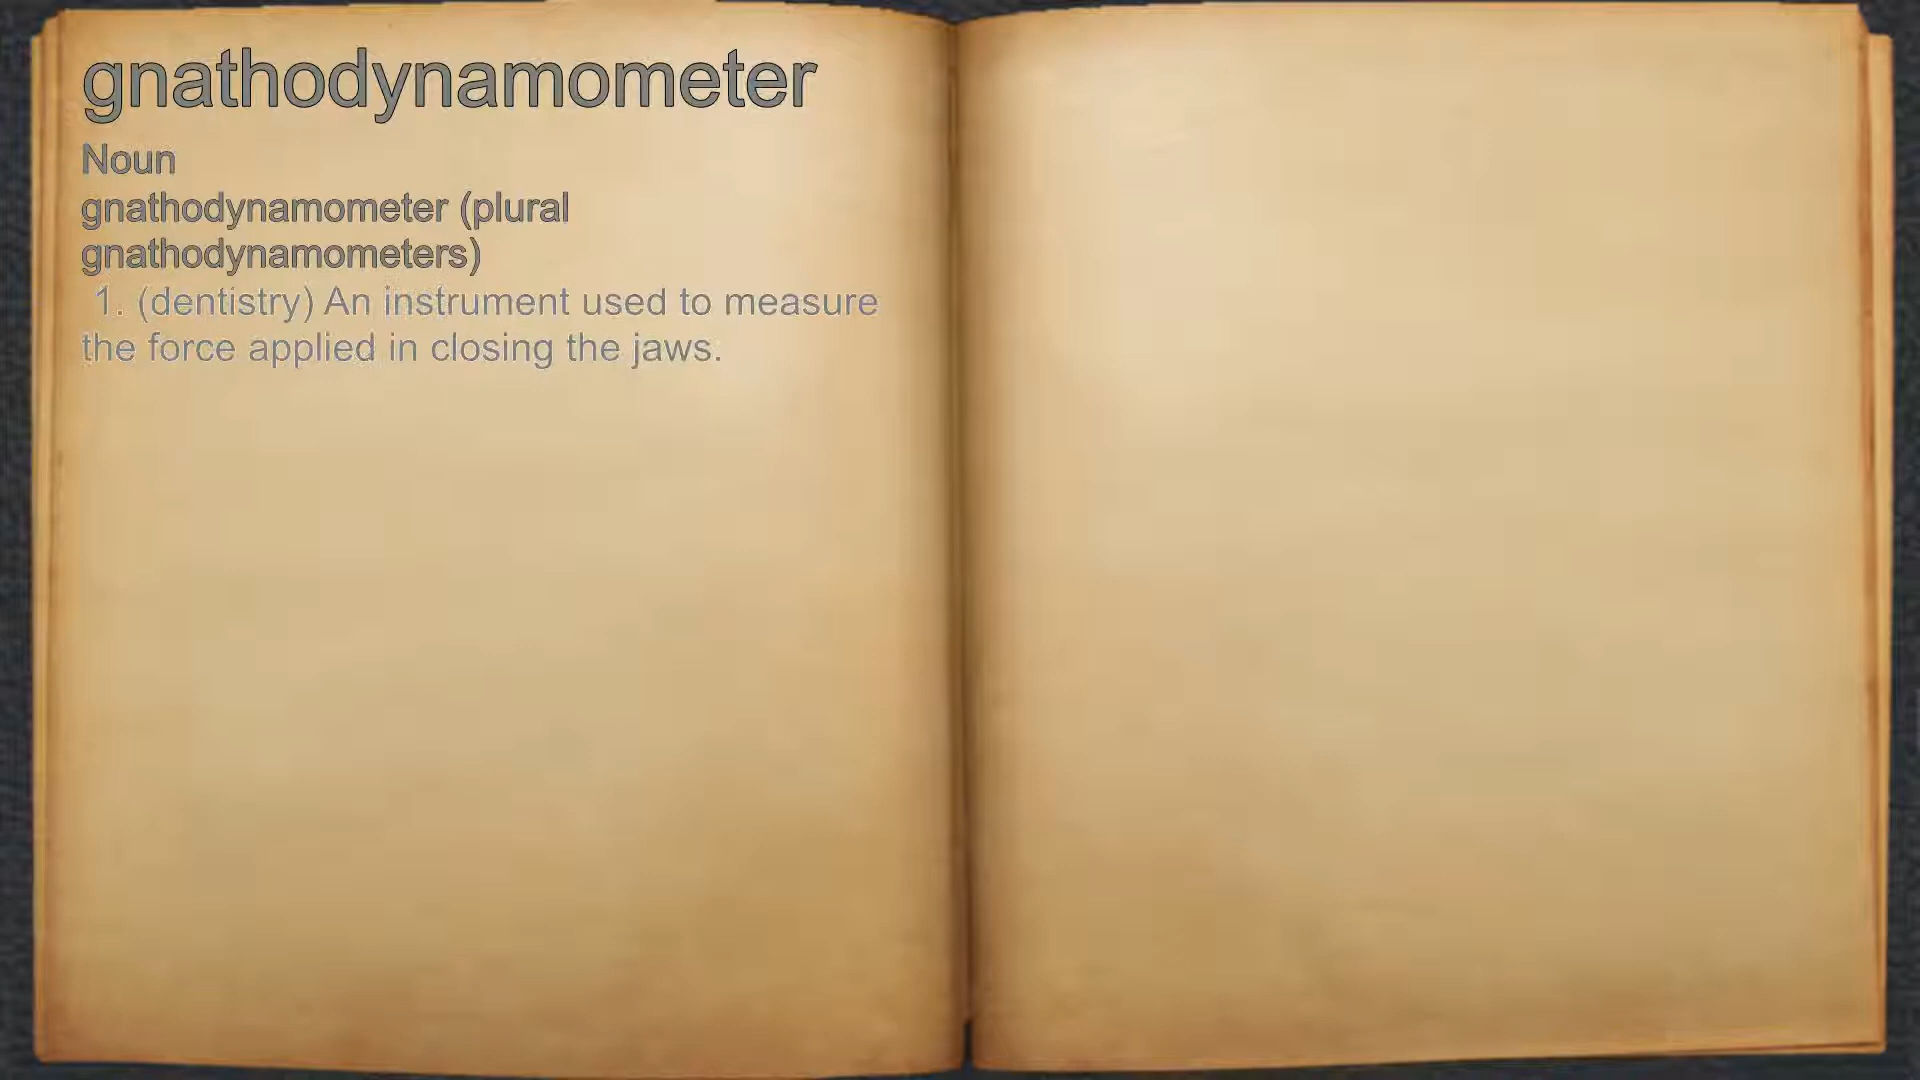 gnathodynamometer
Noun
gnathodynamometer (plural
gnathodynamometers)
1. (dentistry) An instrument used to measure
the force applied in closing the jaws.